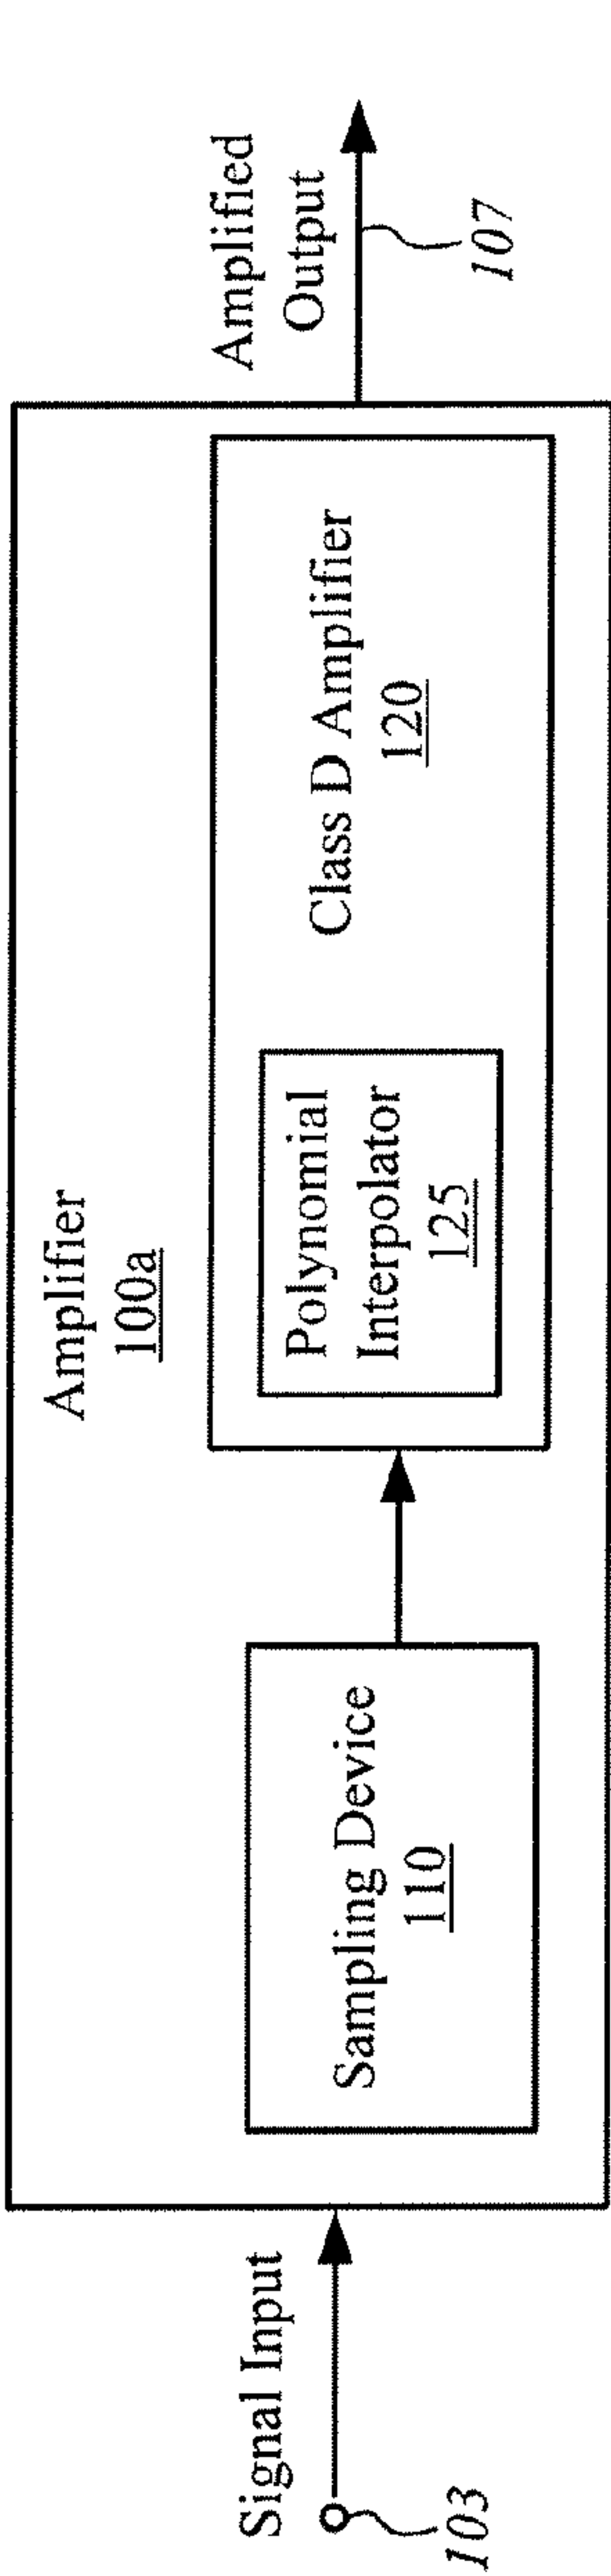 Signal Input
103
Amplifier
100a
Sampling Device
110
Polynomial
Interpolator
125
Class D Amplifier
120
Amplified
Output
107